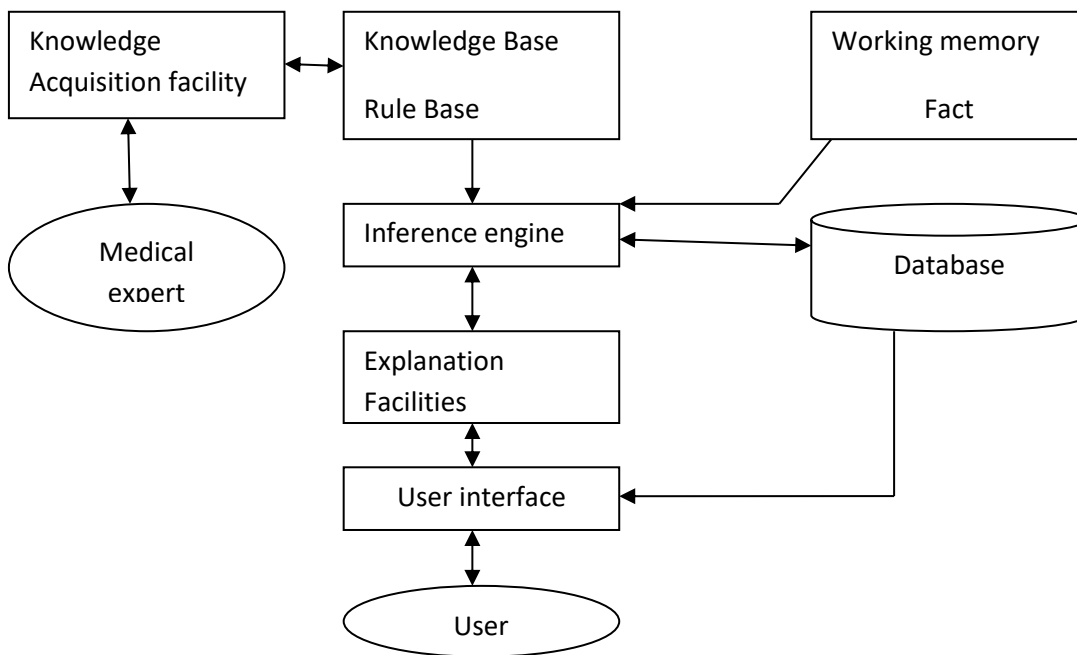 Knowledge
Acquisition facility
Knowledge Base
Rule Base
Working memory
Fact
Inference engine
Medical
expert
Database
Explanation
Facilities
User interface
User